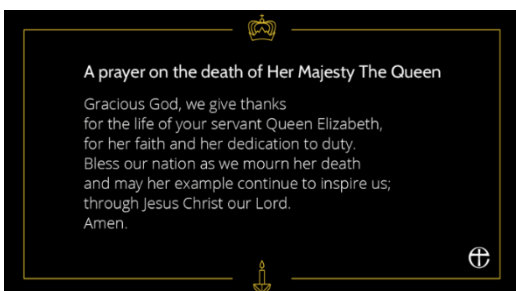 A prayer on the death of Her Majesty The Queen
Gracious God, we give thanks
for the life of your servant Queen Elizabeth,
for her faith and her dedication to duty.
Bless our nation as we mourn her death
and may her example continue to inspire us;
through Jesus Christ our Lord.
Amen.